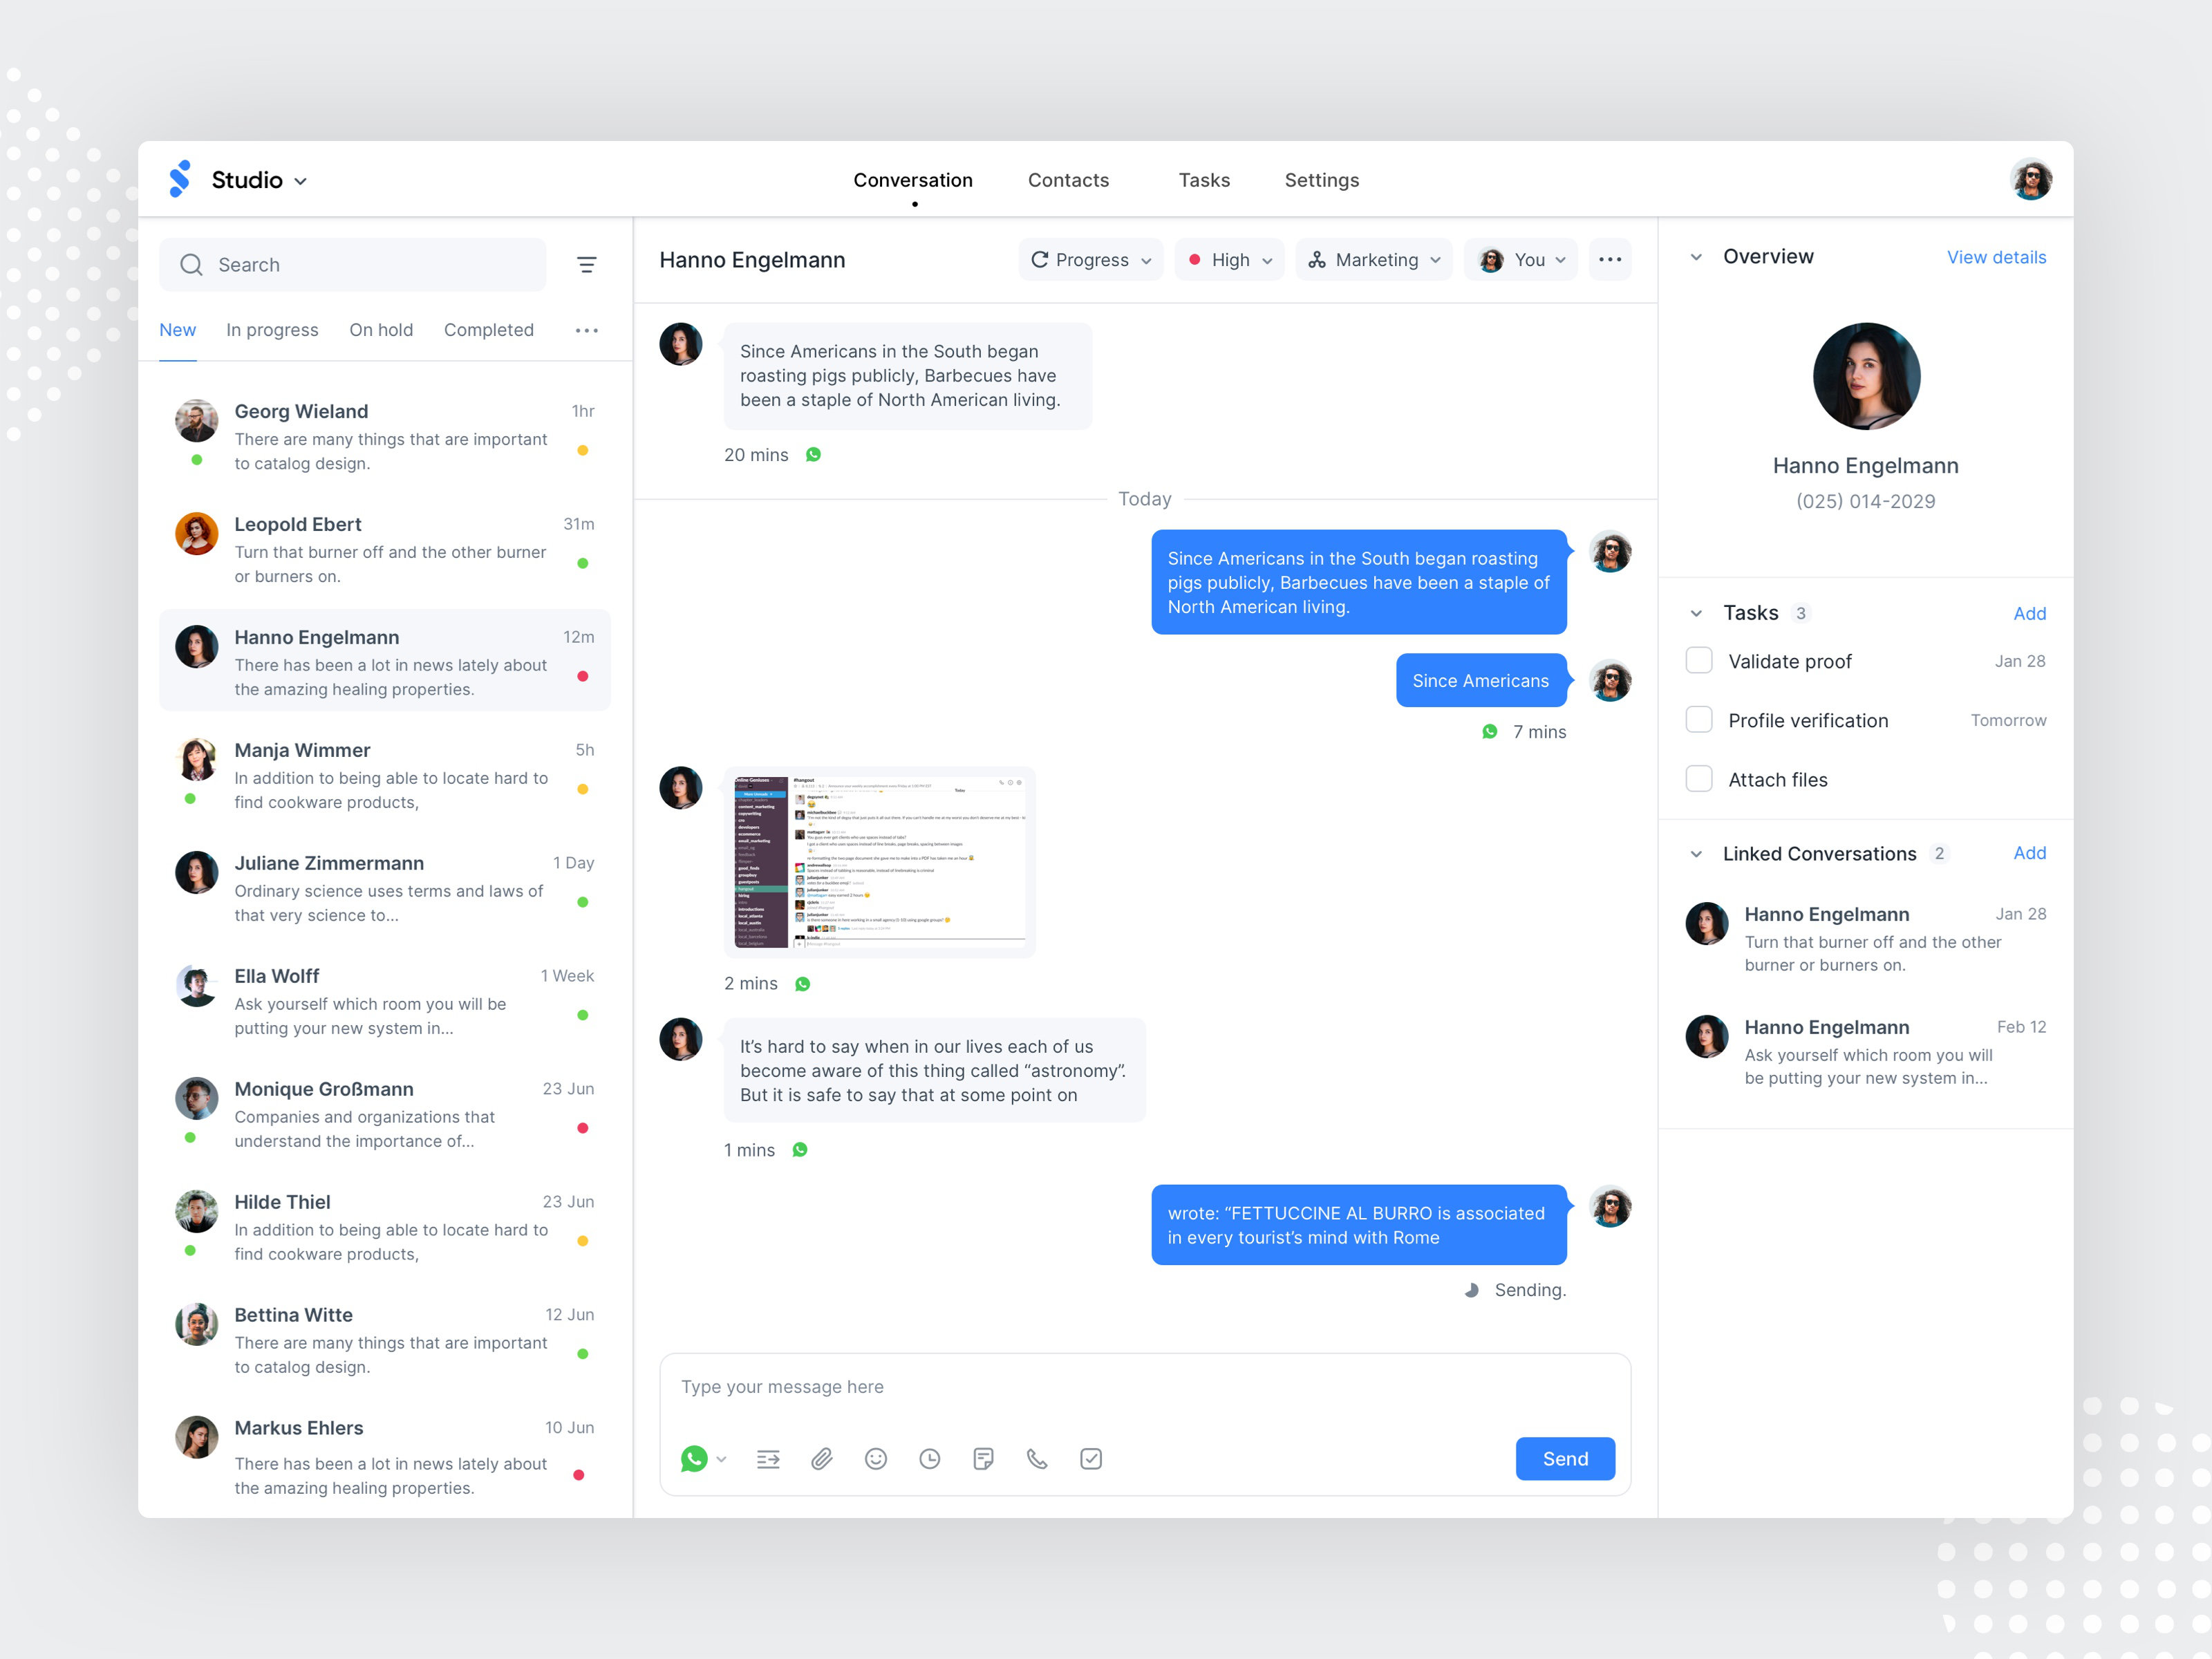 Studio
Conversation
Contacts
Tasks
Settings
Search
New
In progress
On hold
Completed
Georg Wieland
1hr
There are many things that are important
to catalog design.
Leopold Ebert
31m
Turn that burner off and the other burner
or burners on.
Hanno Engelmann
12m
There has been a lot in news lately about
the amazing healing properties.
Manja Wimmer
5h
In addition to being able to locate hard to
find cookware products,
Juliane Zimmermann
1 Day
Ordinary science uses terms and laws of
that very science to...
Ella Wolff
1 Week
Ask yourself which room you will be
putting your new system in...
Monique Großmann
23 Jun
Companies and organizations that
understand the importance of...
Hilde Thiel
23 Jun
In addition to being able to locate hard to
find cookware products,
Bettina Witte
12 Jun
There are many things that are important
to catalog design.
Markus Ehlers
10 Jun
There has been a lot in news lately about
the amazing healing properties.
Hanno Engelmann
Progress
High
Marketing
You
Since Americans in the South began
roasting pigs publicly, Barbecues have
been a staple of North American living.
20 mins
Today
Since Americans in the South began roasting
pigs publicly, Barbecues have been a staple of
North American living.
Since Americans
7 mins
#hangout
Today
content_marketing
copywriting
developers
ecommerce
email_marketing
good_finds
hangout
hiring
introductions
local_atlanta
local_austin
2 mins
It's hard to say when in our lives each of us
become aware of this thing called “astronomy”.
But it is safe to say that at some point on
1 mins
wrote: “FETTUCCINE AL BURRO is associated
in every tourist's mind with Rome
Sending.
Type your message here
Send
Overview
View details
Hanno Engelmann
(025) 014-2029
Tasks
3
Add
Validate proof
Jan 28
Profile verification
Tomorrow
Attach files
Linked Conversations
2
Add
Hanno Engelmann
Jan 28
Turn that burner off and the other
burner or burners on.
Hanno Engelmann
Feb 12
Ask yourself which room you will
be putting your new system in...